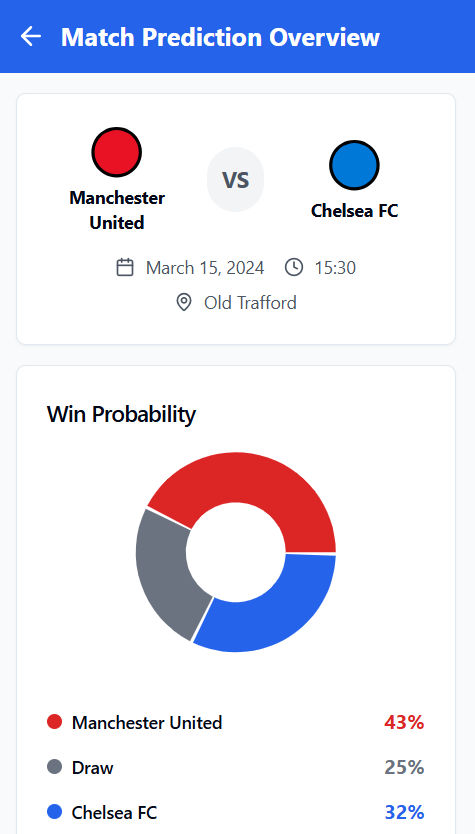 Match Prediction Overview
Manchester
United
VS
Chelsea FC
March 15, 2024 15:30
Old Trafford
Win Probability
Manchester United 43%
Draw 25%
Chelsea FC 32%